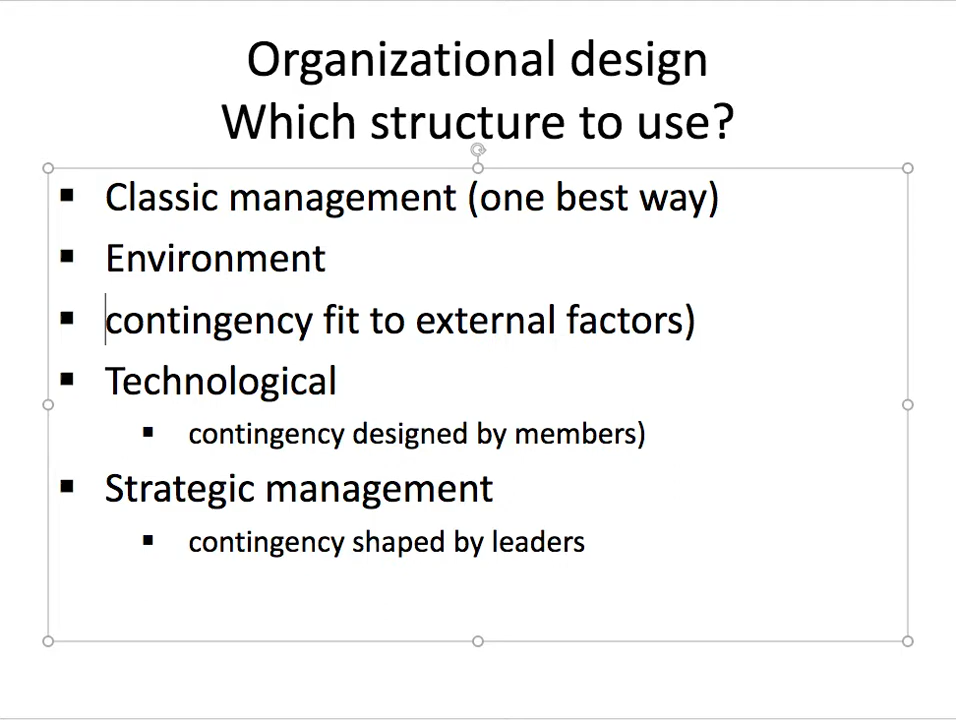 Organizational design
Which structure to use?
▪ Classic management (one best way)
▪ Environment
▪ contingency fit to external factors)
▪ Technological
▪ contingency designed by members)
▪ Strategic management
▪ contingency shaped by leaders